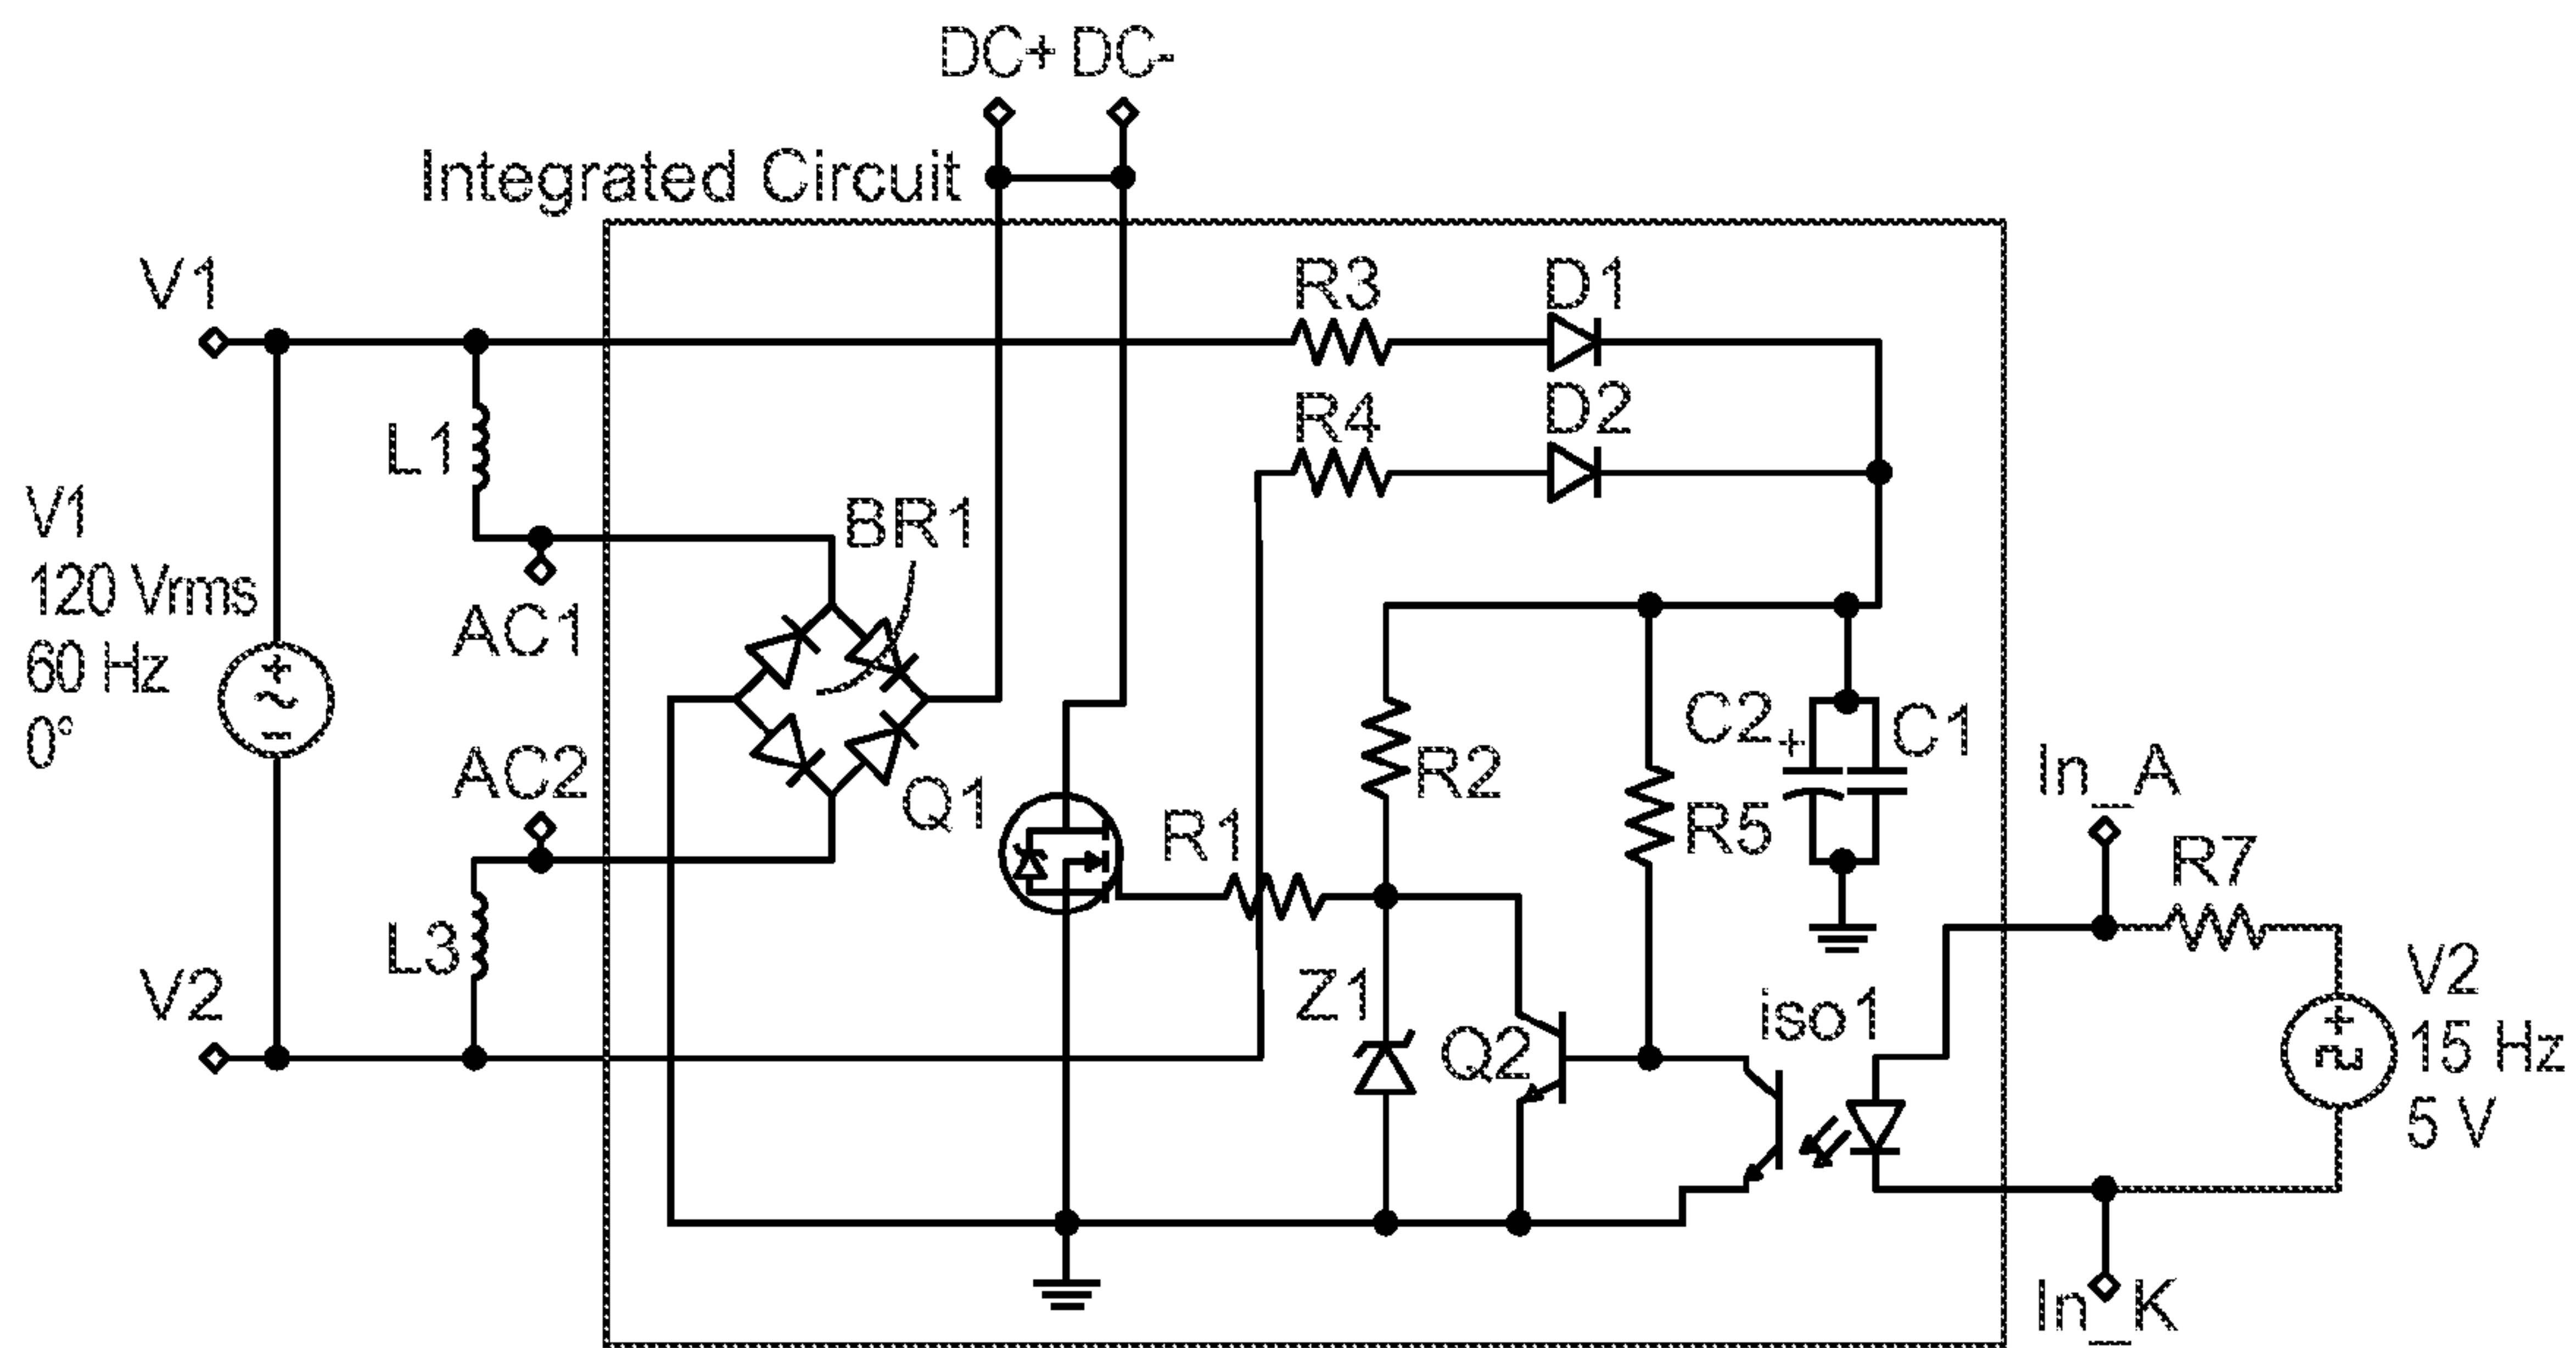 DC+ DC-
Integrated Circuit
V1
R3
D1
R4
D2
L1
BR1
V1
120 Vrms
60 Hz
0°
AC1
AC2
Q1
R1
R2
R5
C2
+
C1
In_A
R7
L3
V2
Z1
Q2
iso1
V2
15 Hz
5 V
In_K